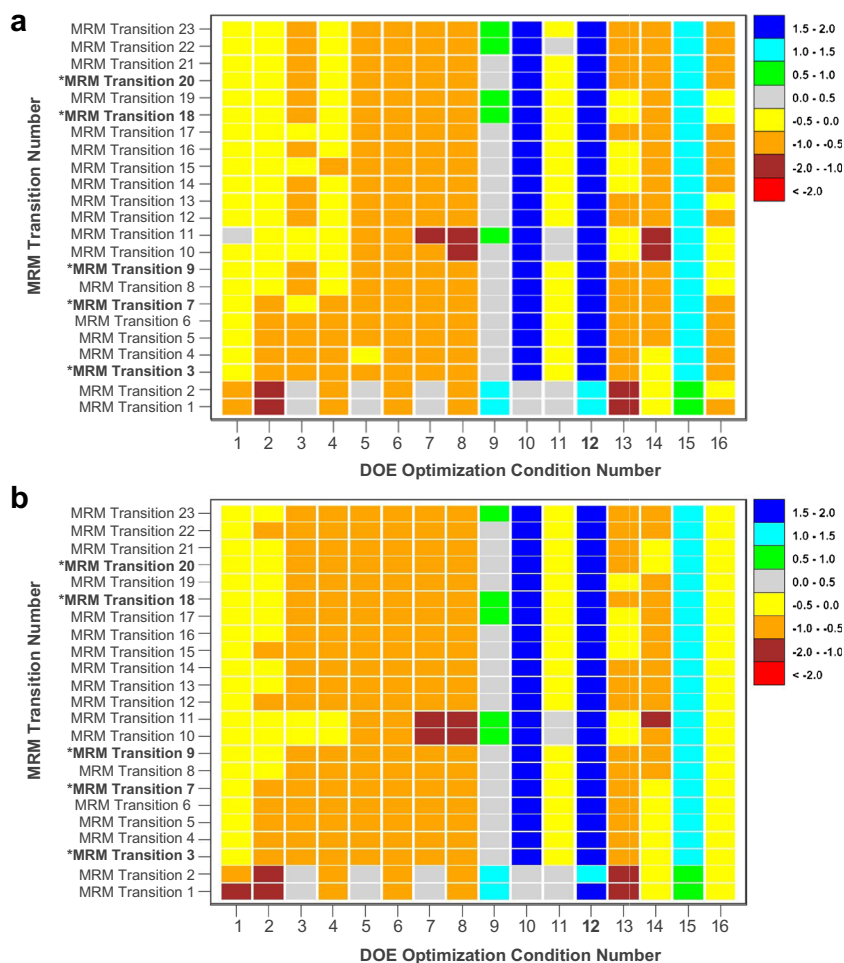 a
MRM Transition Number
MRM Transition 23
MRM Transition 22
MRM Transition 21
*MRM Transition 20
MRM Transition 19
*MRM Transition 18
MRM Transition 17
MRM Transition 16
MRM Transition 15
MRM Transition 14
MRM Transition 13
MRM Transition 12
MRM Transition 11
MRM Transition 10
*MRM Transition 9
MRM Transition 8
*MRM Transition 7
MRM Transition 6
MRM Transition 5
MRM Transition 4
*MRM Transition 3
MRM Transition 2
MRM Transition 1
1 2 3 4 5 6 7 8 9 10 11 12 13 14 15 16
DOE Optimization Condition Number
1.5 - 2.0
1.0 - 1.5
0.5 - 1.0
0.0 - 0.5
-0.5 - 0.0
-1.0 - -0.5
-2.0 - -1.0
< -2.0
b
MRM Transition Number
MRM Transition 23
MRM Transition 22
MRM Transition 21
*MRM Transition 20
MRM Transition 19
*MRM Transition 18
MRM Transition 17
MRM Transition 16
MRM Transition 15
MRM Transition 14
MRM Transition 13
MRM Transition 12
MRM Transition 11
MRM Transition 10
*MRM Transition 9
MRM Transition 8
*MRM Transition 7
MRM Transition 6
MRM Transition 5
MRM Transition 4
*MRM Transition 3
MRM Transition 2
MRM Transition 1
1 2 3 4 5 6 7 8 9 10 11 12 13 14 15 16
DOE Optimization Condition Number
1.5 - 2.0
1.0 - 1.5
0.5 - 1.0
0.0 - 0.5
-0.5 - 0.0
-1.0 - -0.5
-2.0 - -1.0
< -2.0